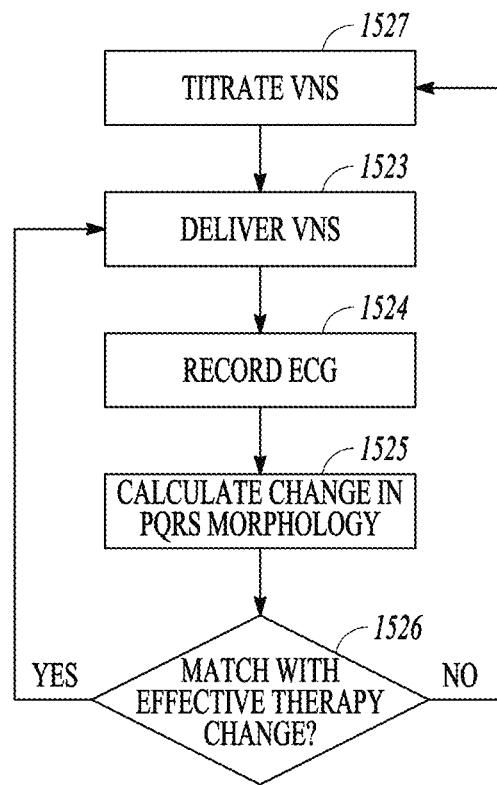 1527
TITRATE VNS
1523
DELIVER VNS
1524
RECORD ECG
1525
CALCULATE CHANGE IN
PQRS MORPHOLOGY
1526
YES
MATCH WITH
EFFECTIVE THERAPY
CHANGE?
NO